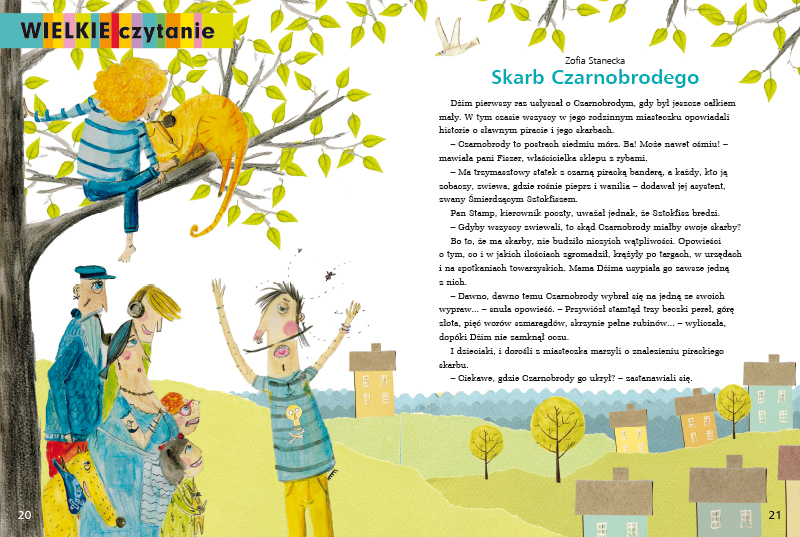 WIELKIE czytanie
Zofia Stanecka
Skarb Czarnobrodego
Dżim pierwszy raz usłyszał o Czarnobrodym, gdy był jeszcze całkiem
mały. W tym czasie wszyscy w jego rodzinnym miasteczku opowiadali
historie o sławnym piracie i jego skarbach.
– Czarnobrody to postrach siedmiu mórz. Ba! Może nawet ośmiu! –
mawiała pani Fiszer, właścicielka sklepu z rybami.
– Ma trzymasztowy statek z czarną piracką banderą, a każdy, kto ją
zobaczy, zwiewa, gdzie rośnie pieprz i wanilia – dodawał jej asystent,
zwany Śmierdzącym Sztokfiszem.
Pan Stamp, kierownik poczty, uważał jednak, że Sztokfisz bredzi.
– Gdyby wszyscy zwiewali, to skąd Czarnobrody miałby swoje skarby?
Bo to, że ma skarby, nie budziło niczyich wątpliwości. Opowieści
o tym, co i w jakich ilościach zgromadził, krążyły po targach, w urzędach
i na spotkaniach towarzyskich. Mama Dżima usypiała go zawsze jedną
z nich.
– Dawno, dawno temu Czarnobrody wybrał się na jedną ze swoich
wypraw... – snuła opowieść. – Przywiózł stamtąd trzy beczki pereł, górę
złota, pięć worów szmaragdów, skrzynie pełne rubinów... – wyliczała,
dopóki Dżim nie zamknął oczu.
I dzieciaki, i dorośli z miasteczka marzyli o znalezieniu pirackiego
skarbu.
– Ciekawe, gdzie Czarnobrody go ukrył? – zastanawiali się.
20
21